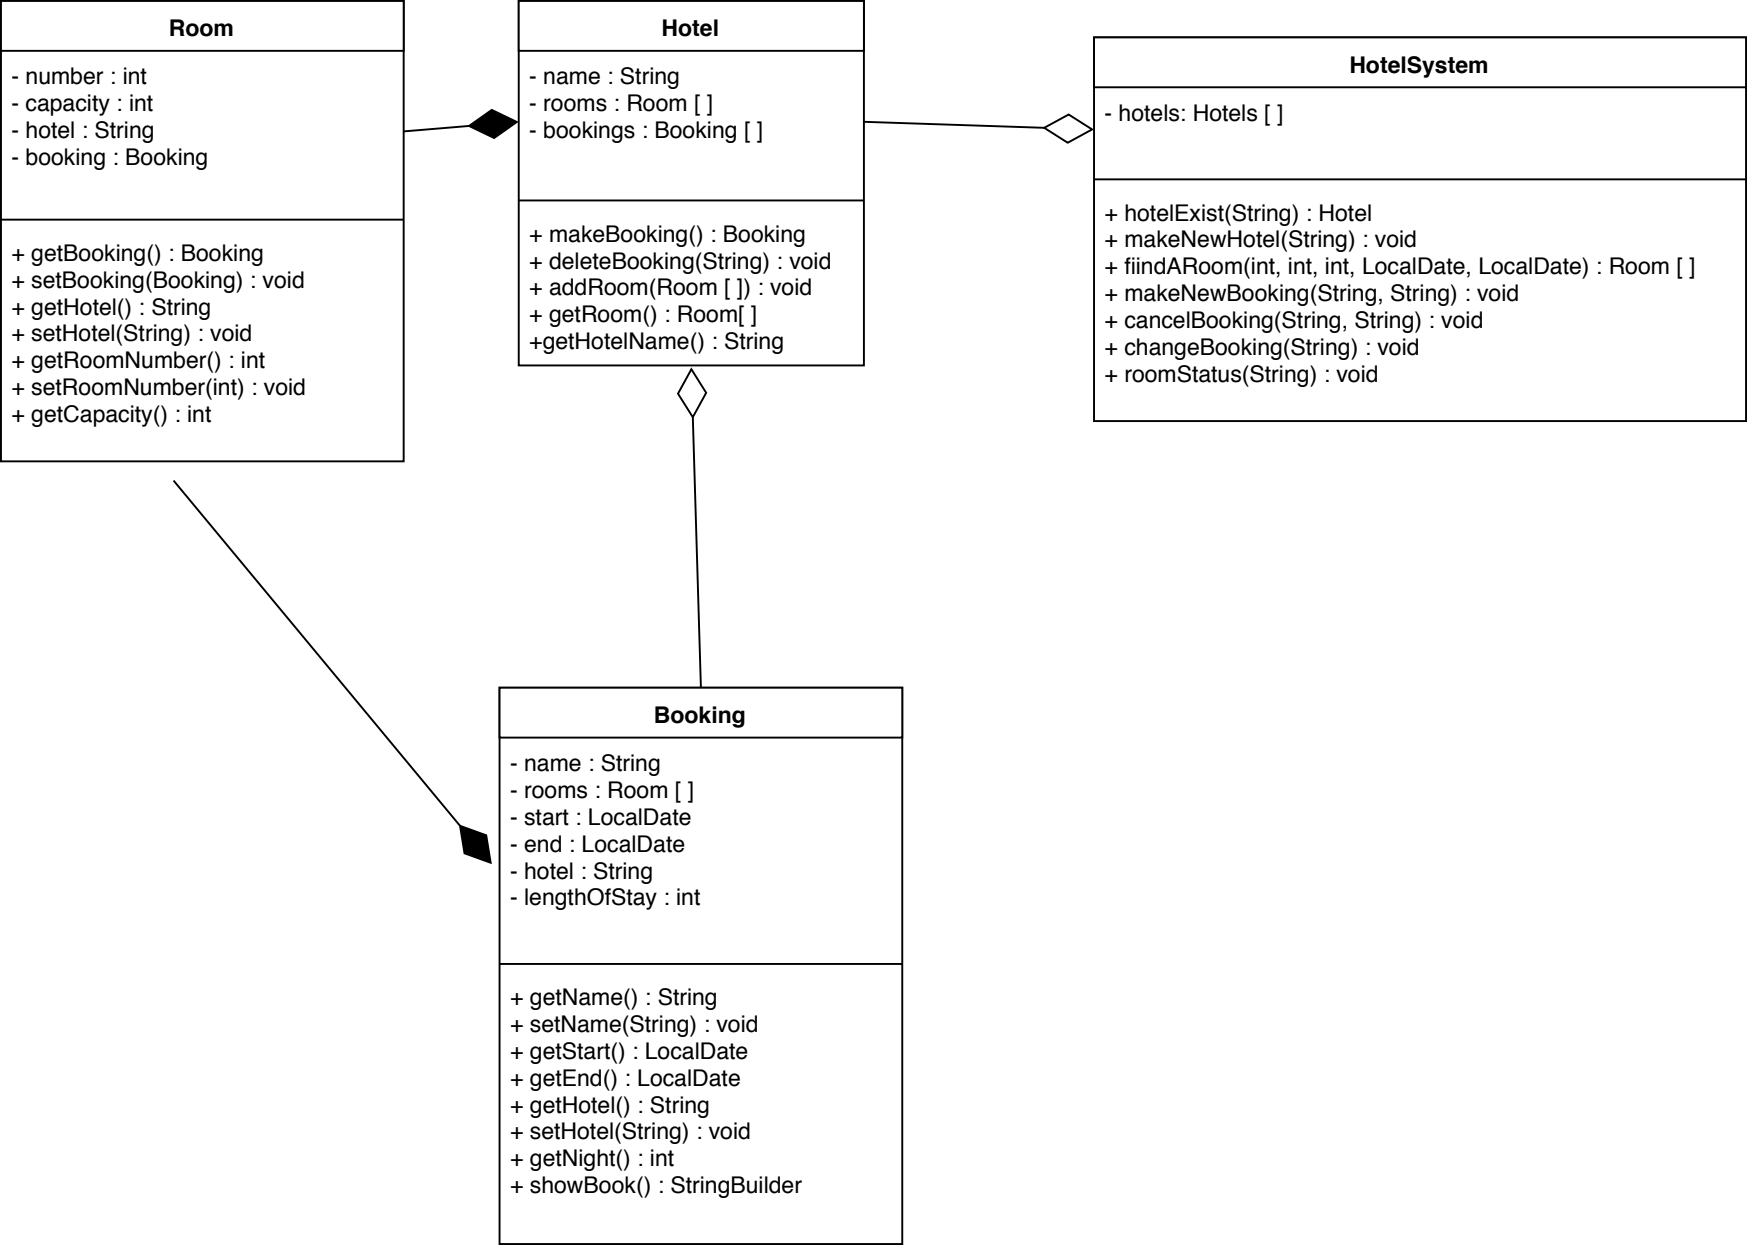 Room
- number : int
- capacity : int
- hotel : String
- booking : Booking
+ getBooking() : Booking
+ setBooking(Booking) : void
+ getHotel() : String
+ setHotel(String) : void
+ getRoomNumber() : int
+ setRoomNumber(int) : void
+ getCapacity() : int
Hotel
- name : String
- rooms : Room [ ]
- bookings : Booking [ ]
+ makeBooking() : Booking
+ deleteBooking(String) : void
+ addRoom(Room [ ]) : void
+ getRoom() : Room[ ]
+getHotelName() : String
HotelSystem
- hotels: Hotels [ ]
+ hotelExist(String) : Hotel
+ makeNewHotel(String) : void
+ fiindARoom(int, int, int, LocalDate, LocalDate) : Room [ ]
+ makeNewBooking(String, String) : void
+ cancelBooking(String, String) : void
+ changeBooking(String) : void
+ roomStatus(String) : void
Booking
- name : String
- rooms : Room [ ]
- start : LocalDate
- end : LocalDate
- hotel : String
- lengthOfStay : int
+ getName() : String
+ setName(String) : void
+ getStart() : LocalDate
+ getEnd() : LocalDate
+ getHotel() : String
+ setHotel(String) : void
+ getNight() : int
+ showBook() : StringBuilder